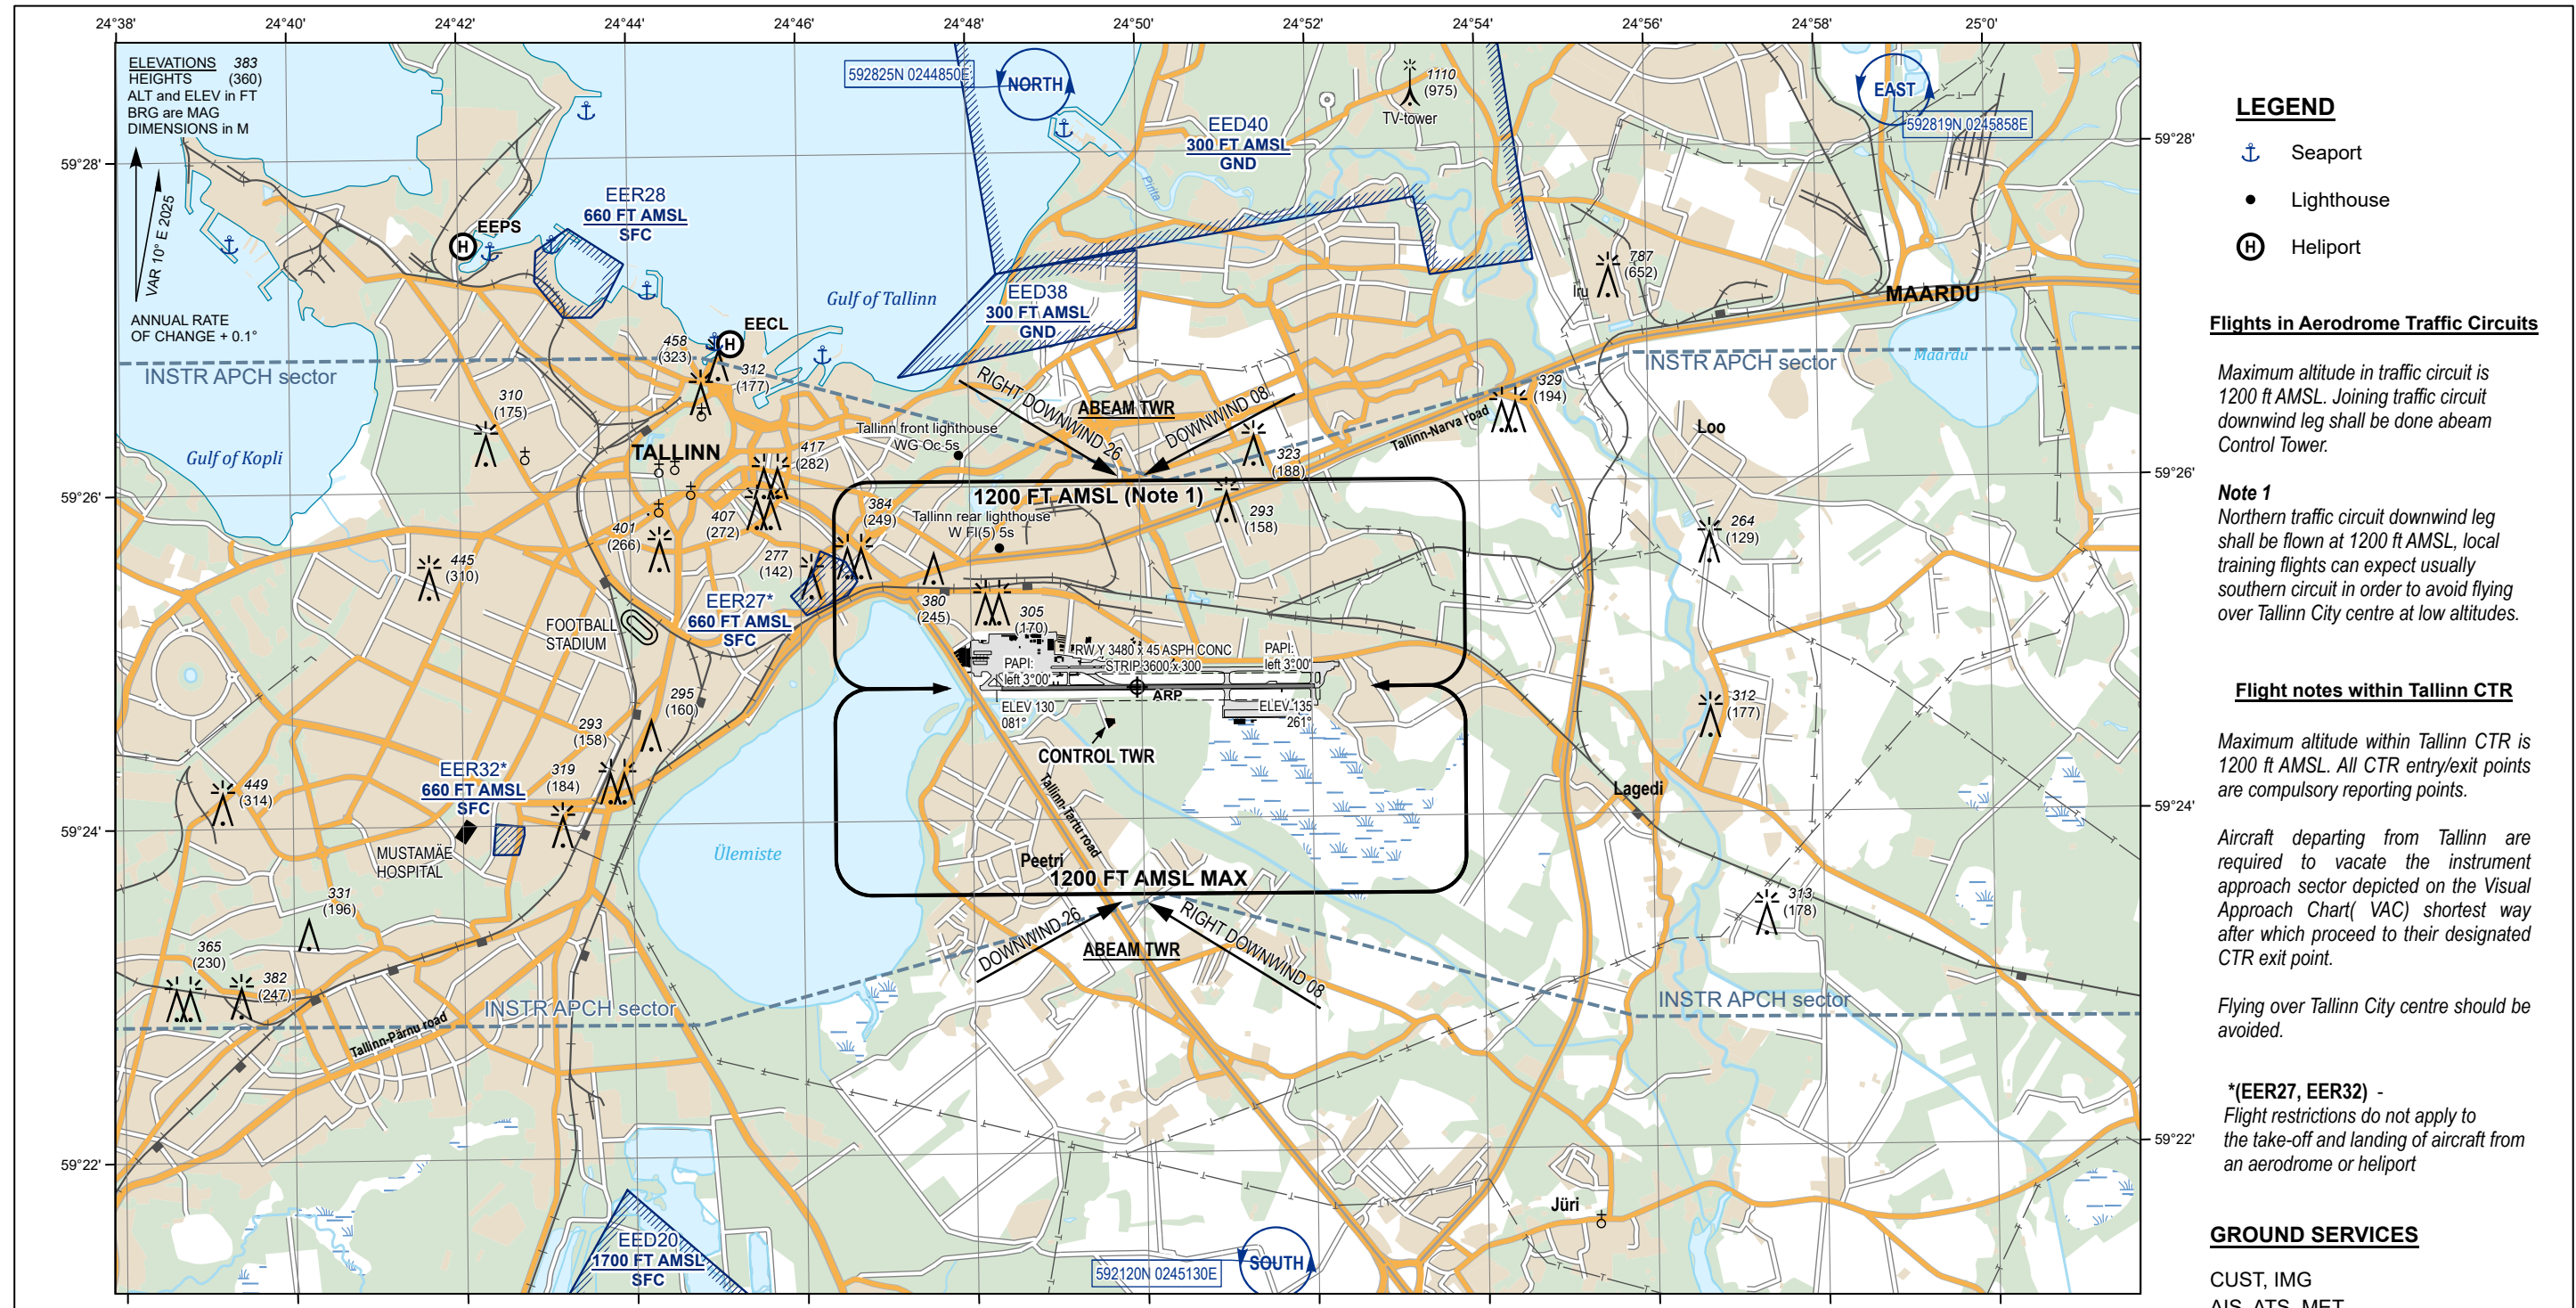 24°38'
24°40'
24°42'
24°44'
24°46'
24°48'
24°50'
24°52'
24°54'
24°56'
24°58'
25°0'
ELEVATIONS 383
HEIGHTS (360)
ALT and ELEV in FT
BRG are MAG
DIMENSIONS in M
VAR 10° E 2025
ANNUAL RATE
OF CHANGE + 0.1°
59°28'
59°26'
59°24'
59°22'
59°28'
59°26'
59°24'
59°22'
592825N 0244850E
NORTH
EAST
592819N 0245858E
1110
(975)
TV-tower
EED40
300 FT AMSL
GND
Pirita
EER28
660 FT AMSL
SFC
EEPS
Gulf of Tallinn
EED38
300 FT AMSL
GND
787
(652)
Iru
MAARDU
Maardu
EECL
458
(323)
312
(177)
INSTR APCH sector
INSTR APCH sector
310
(175)
RIGHT DOWNWIND 26
ABEAM TWR
DOWNWIND 08
329
(194)
Tallinn-Narva road
Loo
Gulf of Kopli
TALLINN
Tallinn front lighthouse
WG Oc 5s
417
(282)
323
(188)
1200 FT AMSL (Note 1)
384
(249)
407
(272)
401
(266)
Tallinn rear lighthouse
W Fl(5) 5s
293
(158)
264
(129)
445
(310)
277
(142)
EER27*
660 FT AMSL
SFC
380
(245)
305
(170)
FOOTBALL
STADIUM
RWY 3480 x 45 ASPH CONC
STRIP 3600 x 300
PAPI:
left 3°00'
PAPI:
left 3°00'
ARP
ELEV 130
081°
ELEV 135
261°
CONTROL TWR
295
(160)
293
(158)
312
(177)
EER32*
660 FT AMSL
SFC
319
(184)
449
(314)
Lagedi
Tallinn-Tartu road
MUSTAMÄE
HOSPITAL
Ülemiste
Peetri
1200 FT AMSL MAX
331
(196)
313
(178)
DOWNWIND 26
ABEAM TWR
RIGHT DOWNWIND 08
365
(230)
382
(247)
INSTR APCH sector
INSTR APCH sector
Tallinn-Pärnu road
Jüri
EED20
1700 FT AMSL
SFC
592120N 0245130E
SOUTH
LEGEND
Seaport
Lighthouse
H Heliport
Flights in Aerodrome Traffic Circuits
Maximum altitude in traffic circuit is
1200 ft AMSL. Joining traffic circuit
downwind leg shall be done abeam
Control Tower.
Note 1
Northern traffic circuit downwind leg
shall be flown at 1200 ft AMSL, local
training flights can expect usually
southern circuit in order to avoid flying
over Tallinn City centre at low altitudes.
Flight notes within Tallinn CTR
Maximum altitude within Tallinn CTR is
1200 ft AMSL. All CTR entry/exit points
are compulsory reporting points.
Aircraft departing from Tallinn are
required to vacate the instrument
approach sector depicted on the Visual
Approach Chart( VAC) shortest way
after which proceed to their designated
CTR exit point.
Flying over Tallinn City centre should be
avoided.
*(EER27, EER32) -
Flight restrictions do not apply to
the take-off and landing of aircraft from
an aerodrome or heliport
GROUND SERVICES
CUST, IMG
AIS, ATS, MET